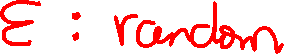 ε : random